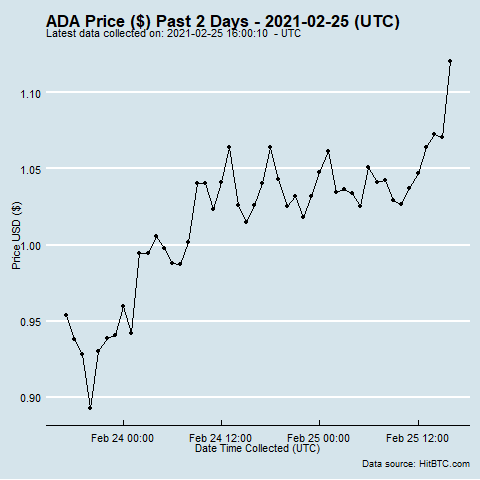 ADA Price ($) Past 2 Days - 2021-02-25 (UTC)
Latest data collected on: 2021-02-25 16:00:10 - UTC
1.10
1.05
1.00
0.95
0.90
Price USD ($)
Feb 24 00:00 Feb 24 12:00 Feb 25 00:00 Feb 25 12:00
Date Time Collected (UTC)
Data source: HitBTC.com